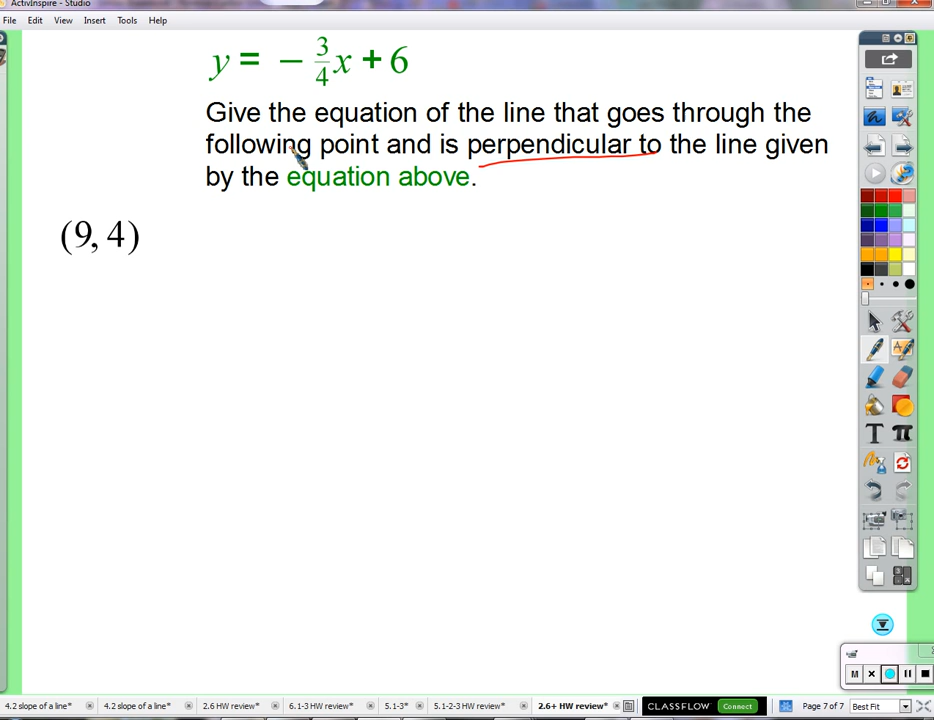 ActivInspire - Studio
File Edit View Insert Tools Help
y = - 3/4 x + 6
Give the equation of the line that goes through the
following point and is perpendicular to the line given
by the equation above.
(9, 4)
T π
M
4.2 slope of a line* 4.2 slope of a line* 2.6 HW review* 6.1-3 HW review* 5.1-3* 5.1-2-3 HW review* 2.6+ HW review* CLASSFLOW Connect Page 7 of 7 Best Fit